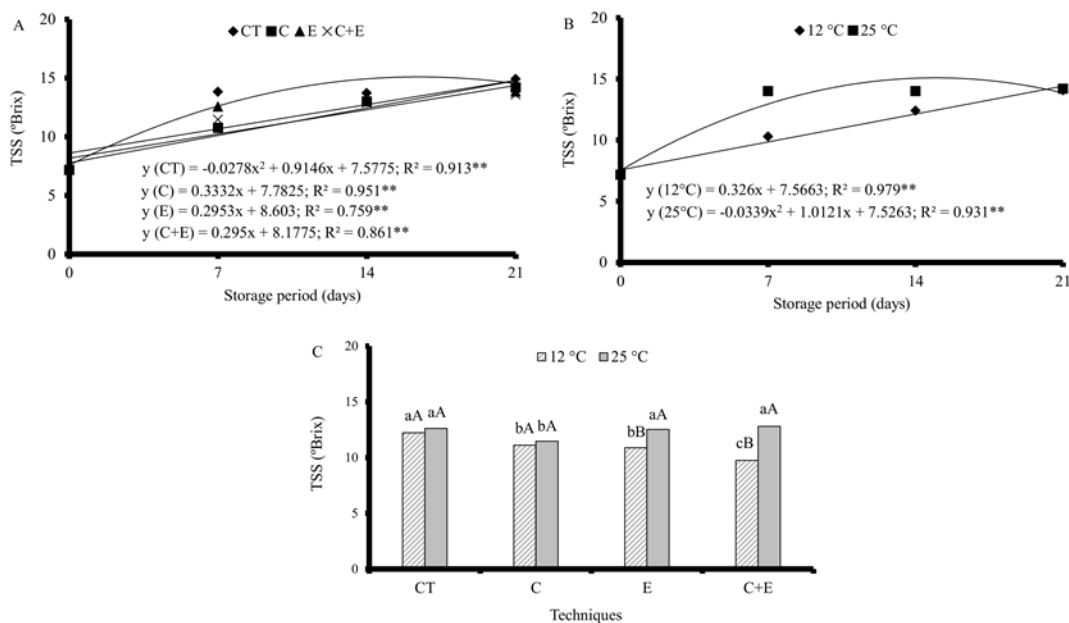 A
CT C E C+E
20
15
10
5
0
TSS (ºBrix)
y (CT) = -0.0278x² + 0.9146x + 7.5775; R² = 0.913**
y (C) = 0.3332x + 7.7825; R² = 0.951**
y (E) = 0.2953x + 8.603; R² = 0.759**
y (C+E) = 0.295x + 8.1775; R² = 0.861**
0 7 14 21
Storage period (days)
B
12 °C 25 °C
20
15
10
5
0
TSS (ºBrix)
y (12°C) = 0.326x + 7.5663; R² = 0.979**
y (25°C) = -0.0339x² + 1.0121x + 7.5263; R² = 0.931**
0 7 14 21
Storage period (days)
C
12 °C 25 °C
20
15
10
5
0
TSS (ºBrix)
aA aA bA bA bB aA cB aA
CT C E C+E
Techniques